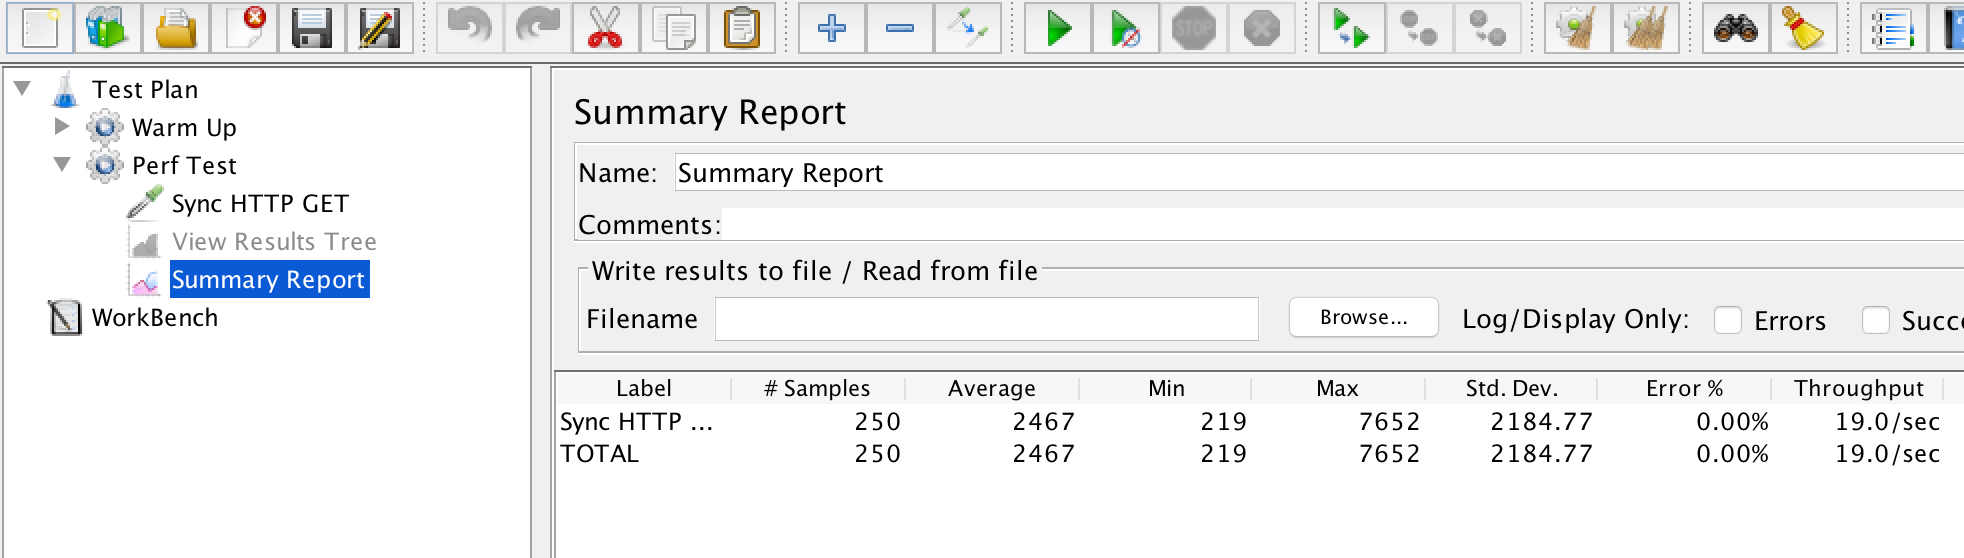 STOP
Test Plan
Warm Up
Perf Test
Sync HTTP GET
View Results Tree
Summary Report
WorkBench
Summary Report
Name: Summary Report
Comments:
Write results to file / Read from file
Filename Browse... Log/Display Only: Errors Succe
Label # Samples Average Min Max Std. Dev. Error % Throughput
Sync HTTP ... 250 2467 219 7652 2184.77 0.00% 19.0/sec
TOTAL 250 2467 219 7652 2184.77 0.00% 19.0/sec